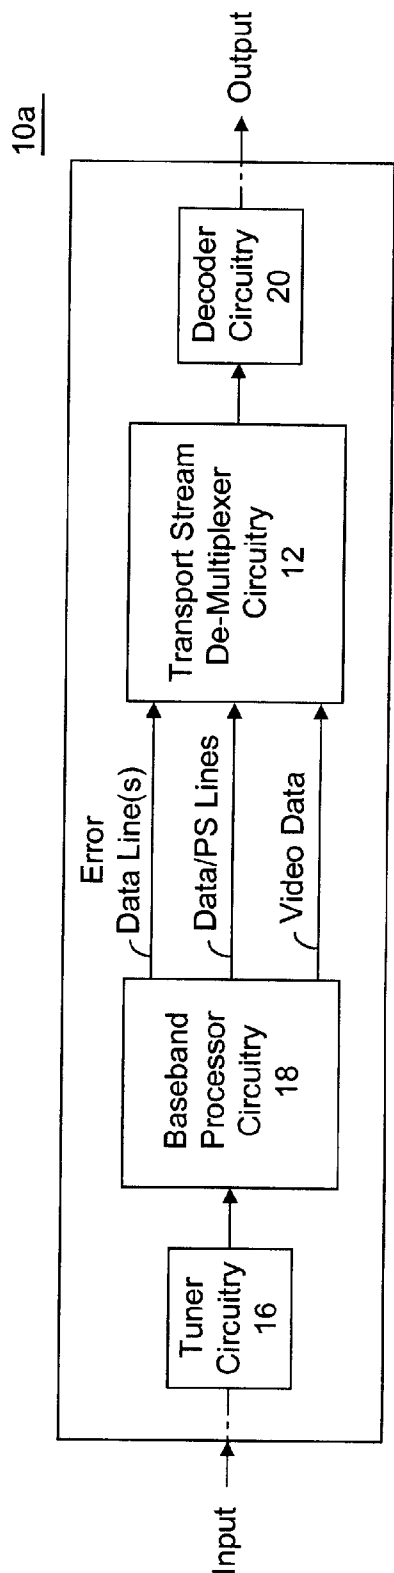 10a
Input
Tuner
Circuitry
16
Baseband
Processor
Circuitry
18
Error
Data Line(s)
Data/PS Lines
Video Data
Transport Stream
De-Multiplexer
Circuitry
12
Decoder
Circuitry
20
Output